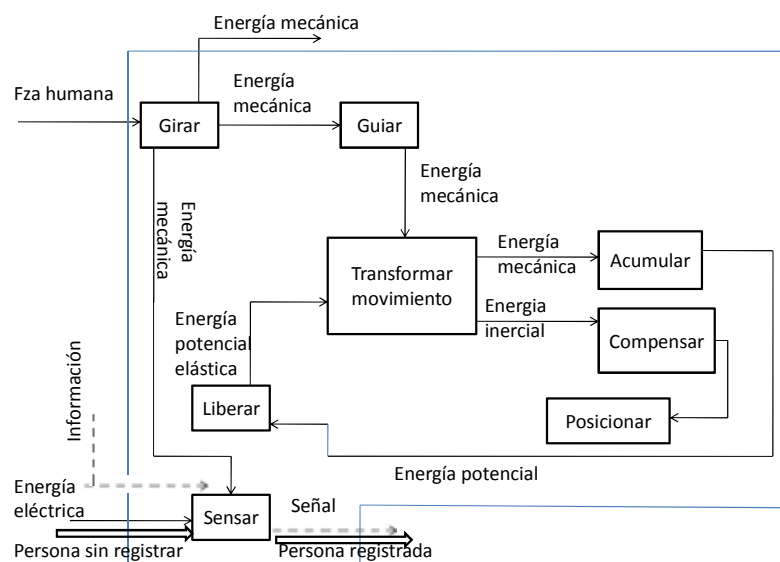 Energía mecánica
Fza humana
Girar
Energía
mecánica
Guiar
Energía
mecánica
Energía
mecánica
Transformar
movimiento
Energía
mecánica
Acumular
Energia
inercial
Compensar
Energía
potencial
elástica
Liberar
Posicionar
Información
Energía potencial
Energía
eléctrica
Sensar
Señal
Persona sin registrar
Persona registrada